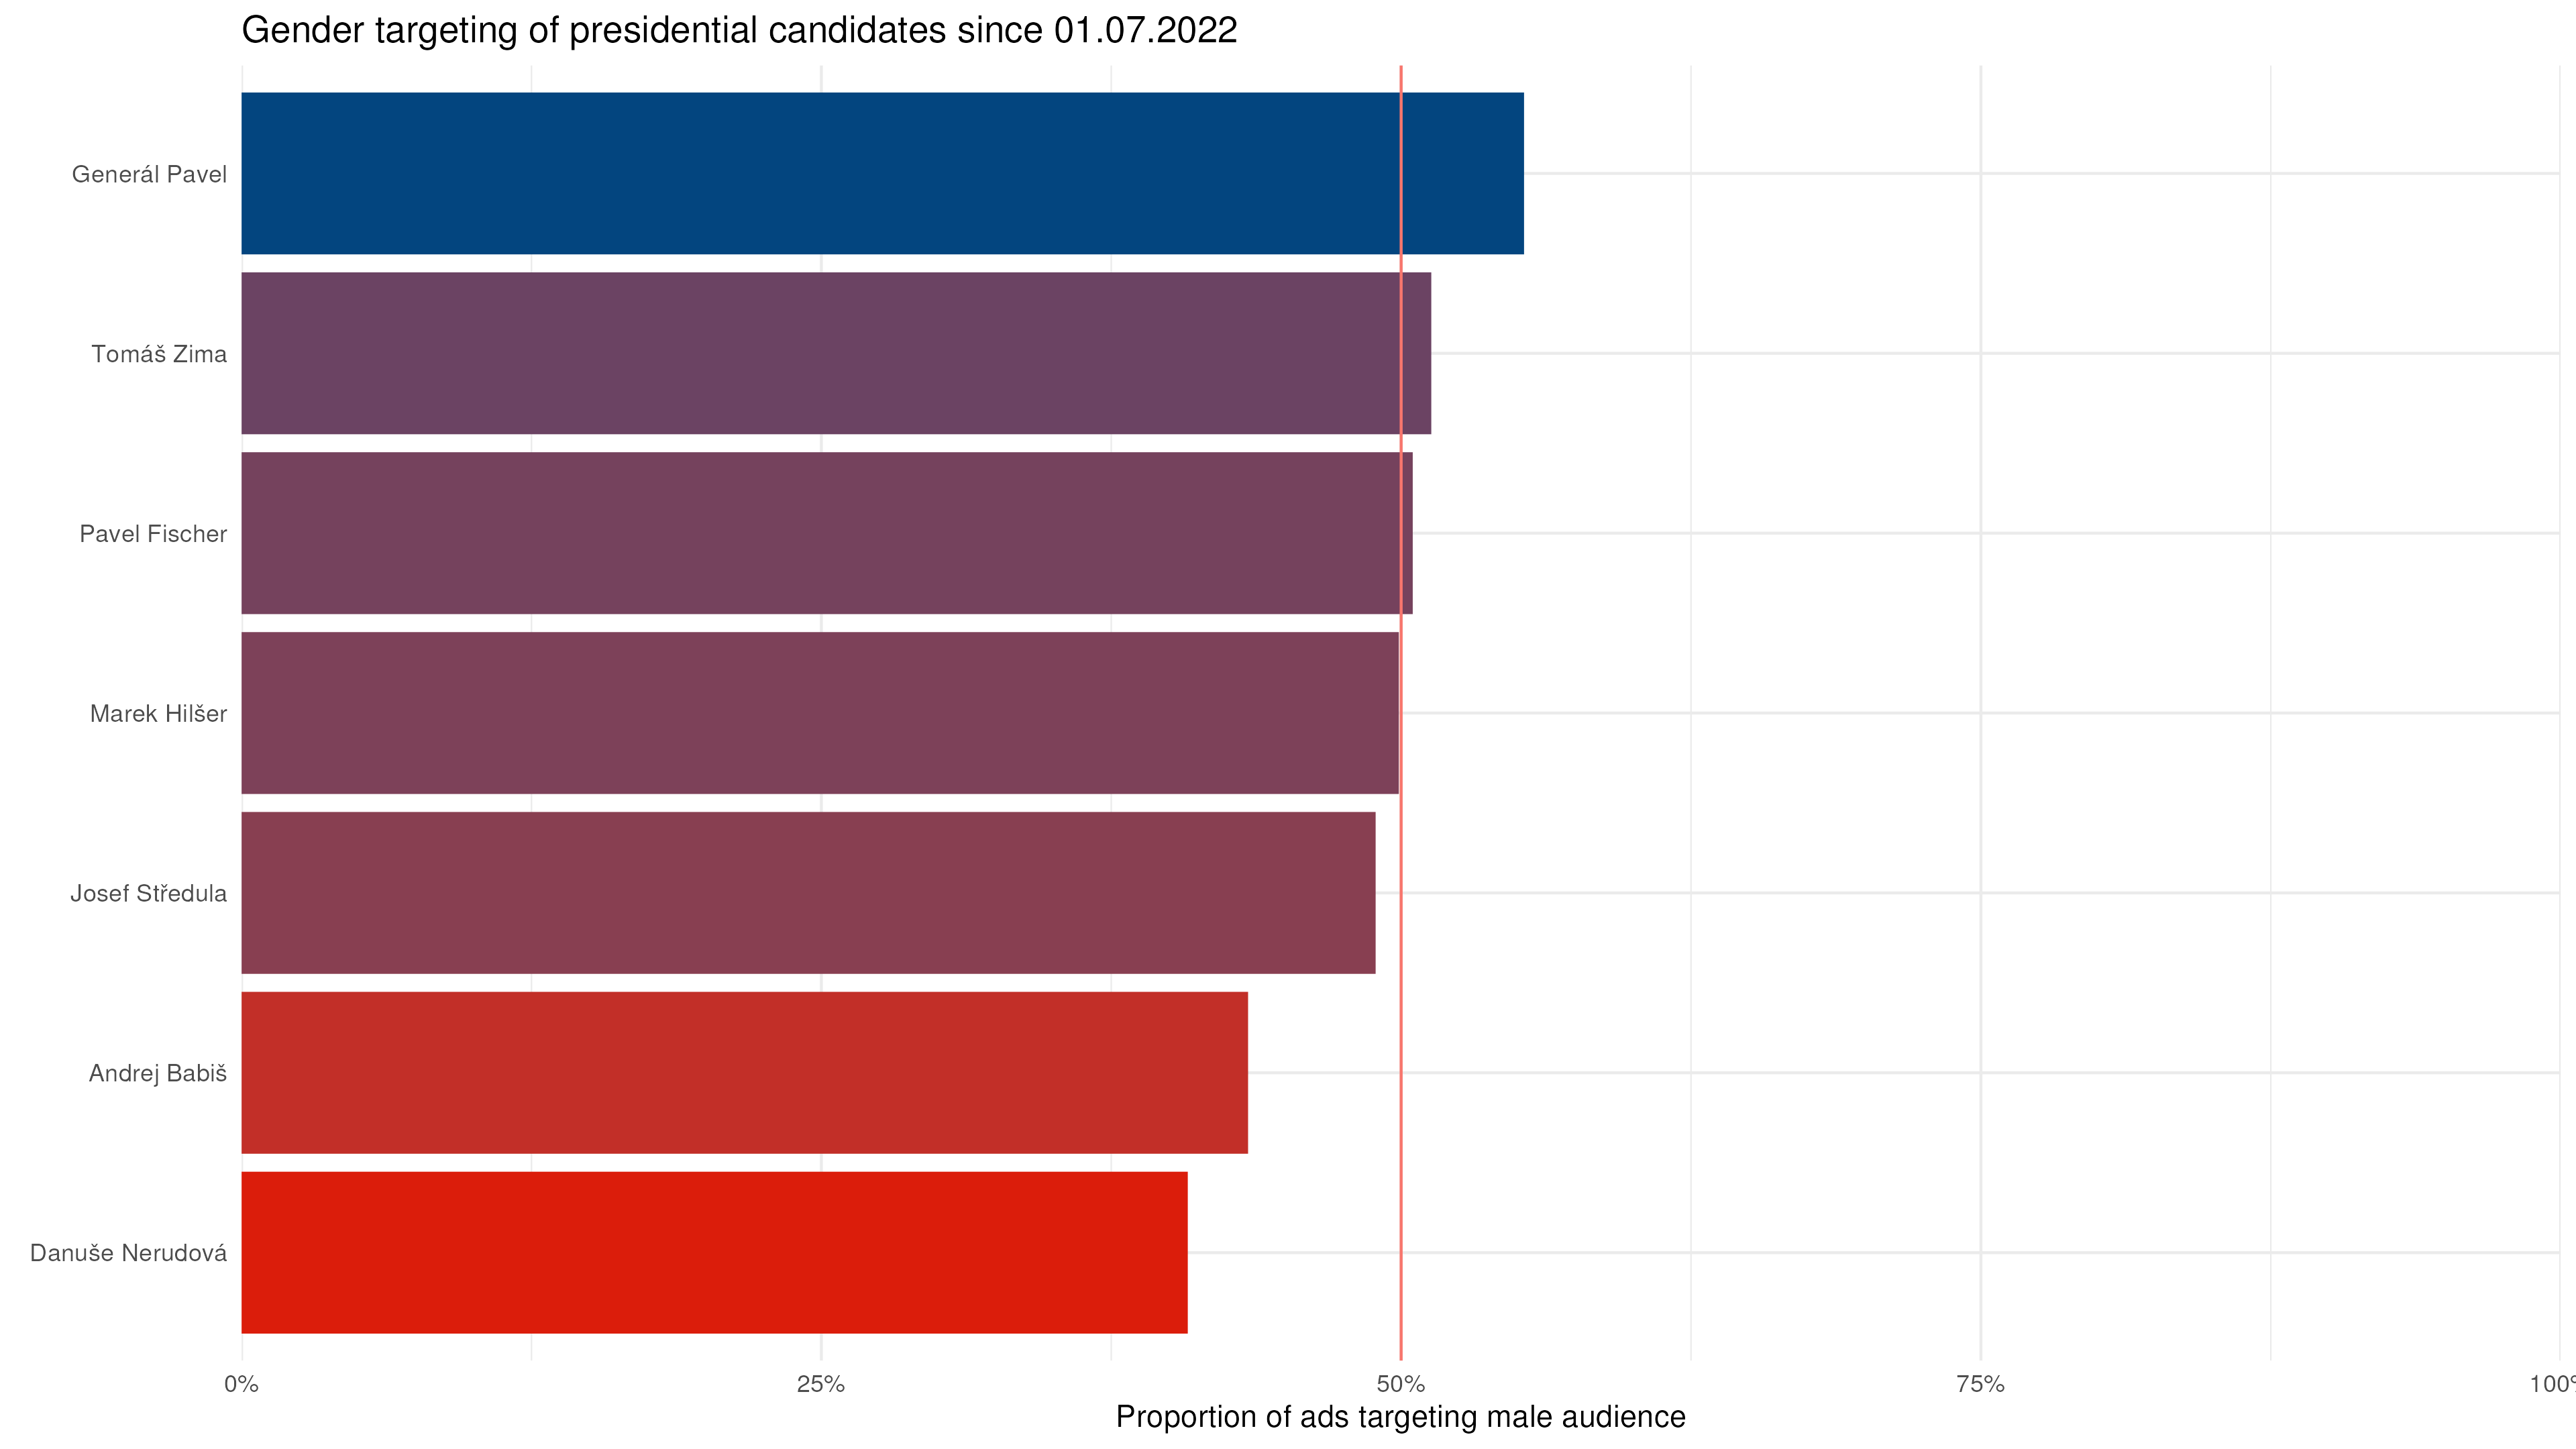 Gender targeting of presidential candidates since 01.07.2022
Generál Pavel
Tomáš Zima
Pavel Fischer
Marek Hilšer
Josef Středula
Andrej Babiš
Danuše Nerudová
0% 25% 50% 75% 100%
Proportion of ads targeting male audience